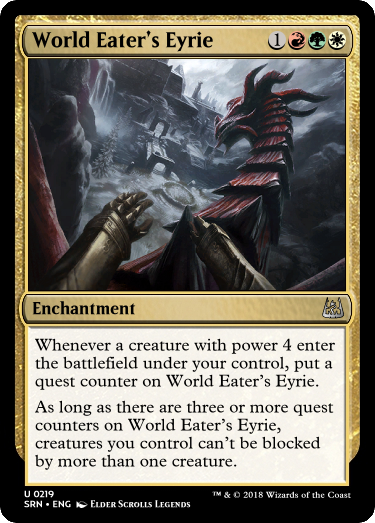 World Eater's Eyrie 1
Enchantment
Whenever a creature with power 4 enter
the battlefield under your control, put a
quest counter on World Eater's Eyrie.
As long as there are three or more quest
counters on World Eater's Eyrie,
creatures you control can't be blocked
by more than one creature.
U 0219
SRN • ENG Elder Scrolls Legends
™ & © 2018 Wizards of the Coast